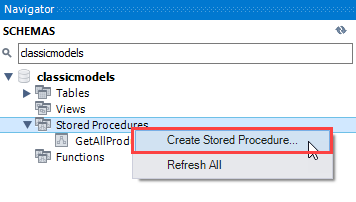 Navigator
SCHEMAS
classicmodels
classicmodels
Tables
Views
Stored Procedures
GetAllProd
Create Stored Procedure...
Refresh All
Functions